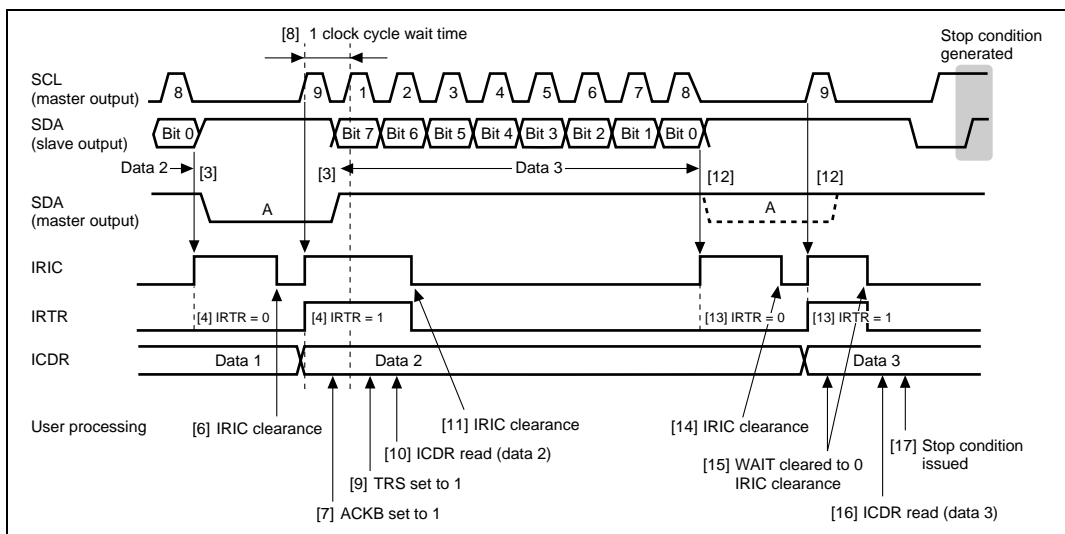 [8] 1 clock cycle wait time
Stop condition
generated
SCL
(master output)
8 9 1 2 3 4 5 6 7 8 9
SDA
(slave output)
Bit 0 Bit 7 Bit 6 Bit 5 Bit 4 Bit 3 Bit 2 Bit 1 Bit 0
Data 2 [3] [3] Data 3 [12] [12]
SDA
(master output)
A A
IRIC
IRTR
[4] IRTR = 0 [4] IRTR = 1 [13] IRTR = 0 [13] IRTR = 1
ICDR
Data 1 Data 2 Data 3
User processing
[6] IRIC clearance
[11] IRIC clearance
[14] IRIC clearance
[10] ICDR read (data 2)
[17] Stop condition
issued
[15] WAIT cleared to 0
IRIC clearance
[9] TRS set to 1
[7] ACKB set to 1
[16] ICDR read (data 3)